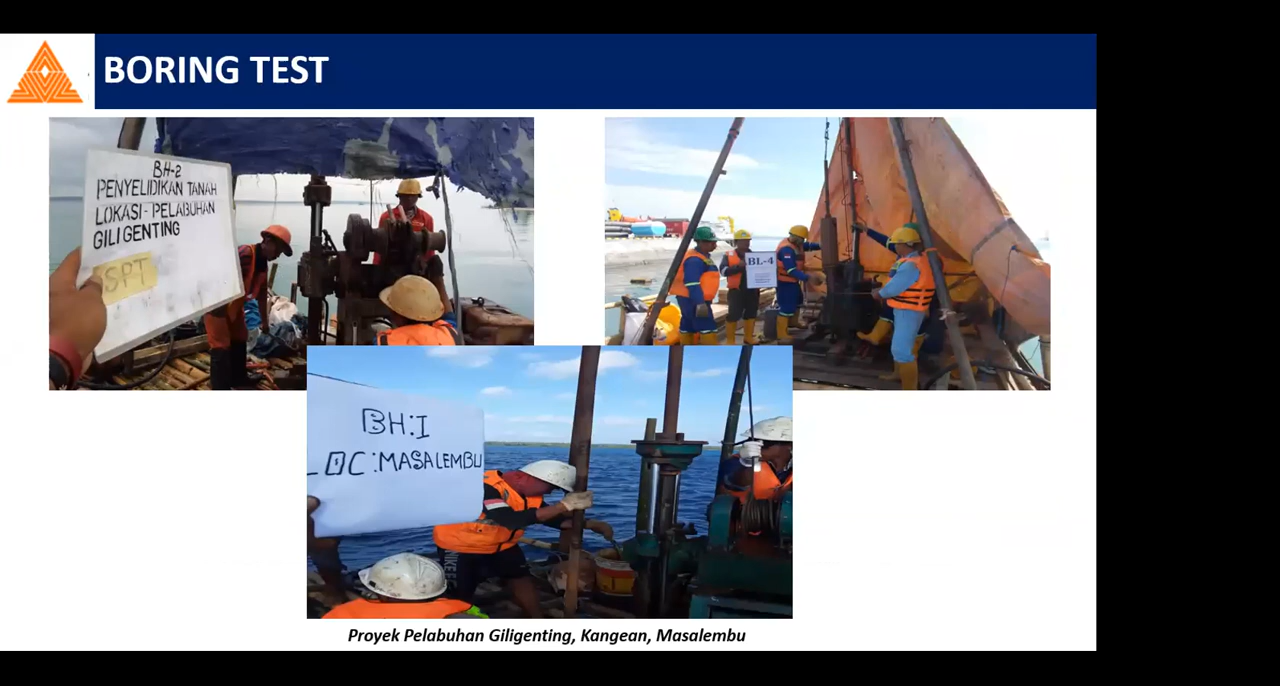 BORING TEST
BH-2
PENYELIDIKAN TANAH
LOKASI-PELABUHAN
GILIGENTING
SPT
BL-4
BH:I
LOC:MASALEMBU
Proyek Pelabuhan Giligenting, Kangean, Masalembu